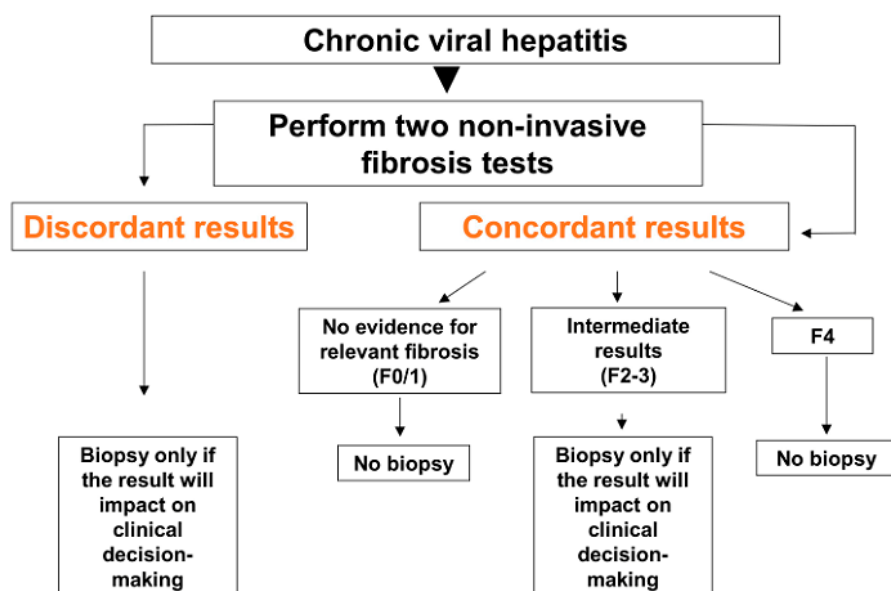 Chronic viral hepatitis
Perform two non-invasive
fibrosis tests
Discordant results
Concordant results
No evidence for
relevant fibrosis
(F0/1)
Intermediate
results
(F2-3)
F4
Biopsy only if
the result will
impact on
clinical
decision-
making
No biopsy
Biopsy only if
the result will
impact on
clinical
decision-
making
No biopsy